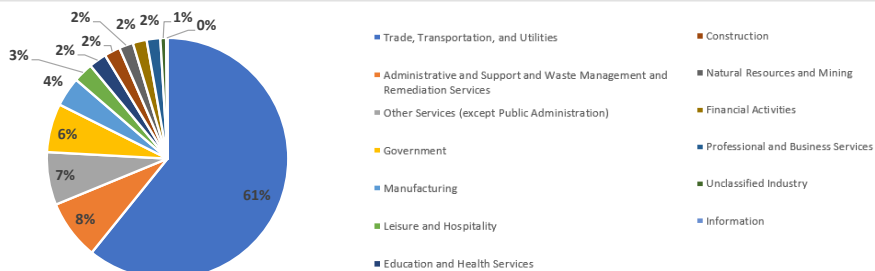 2%
2%
2%
1%
0%
2%
2%
3%
4%
6%
7%
8%
61%
Trade, Transportation, and Utilities
Administrative and Support and Waste Management and
Remediation Services
Other Services (except Public Administration)
Government
Manufacturing
Leisure and Hospitality
Education and Health Services
Construction
Natural Resources and Mining
Financial Activities
Professional and Business Services
Unclassified Industry
Information